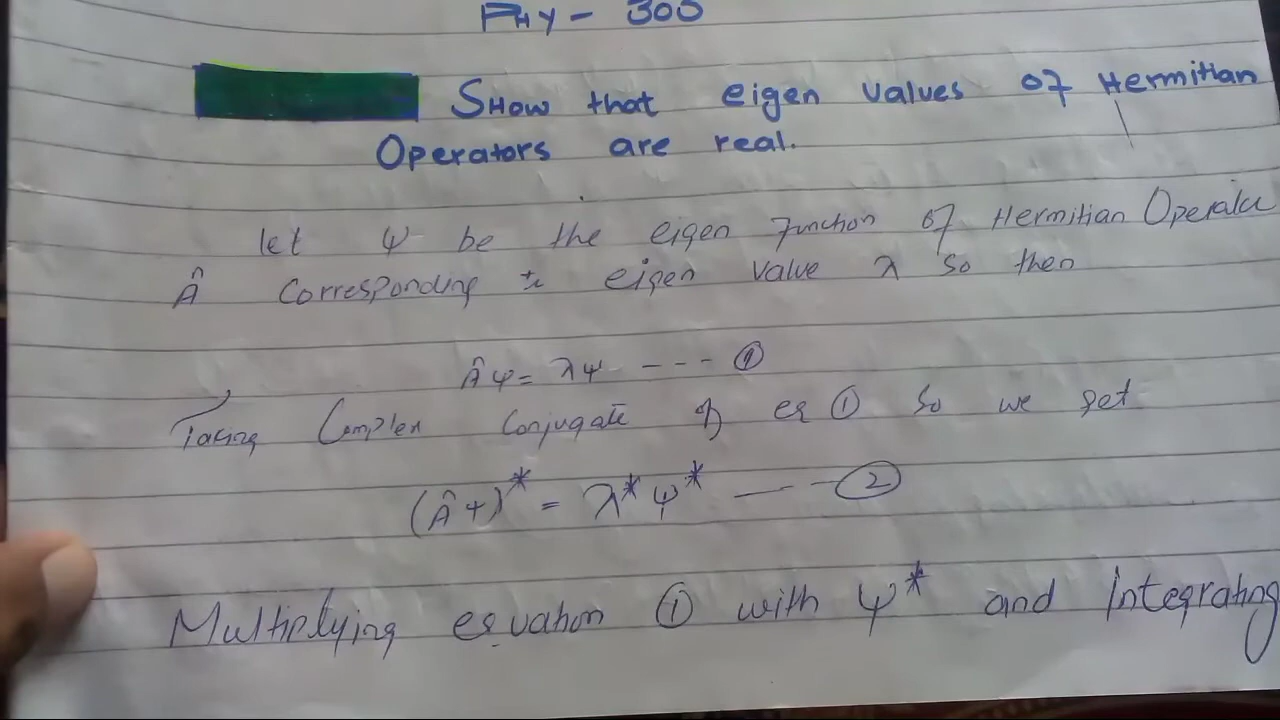 PHY - 300
Show that eigen values of Hermitian
Operators are real.
let ψ be the eigen function of Hermitian Operator
Â Corresponding to eigen value λ so then
Âψ = λψ - - - - ①
Taking Complex Conjugate of eq ① so we get
(Âψ)* = λ*ψ* — - - ②
Multiplying equation ① with ψ* and Integrating